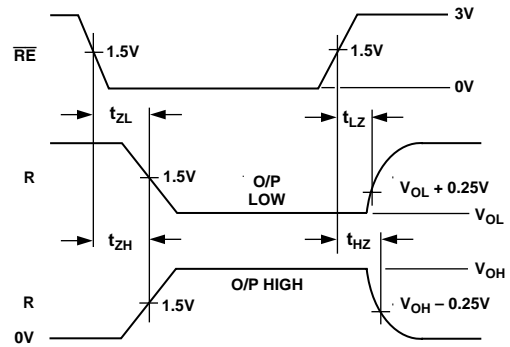 3V
RE
1.5V
1.5V
0V
tZL
tLZ
R
1.5V
O/P
LOW
VOL + 0.25V
VOL
tZH
tHZ
VOH
O/P HIGH
R
1.5V
VOH – 0.25V
0V